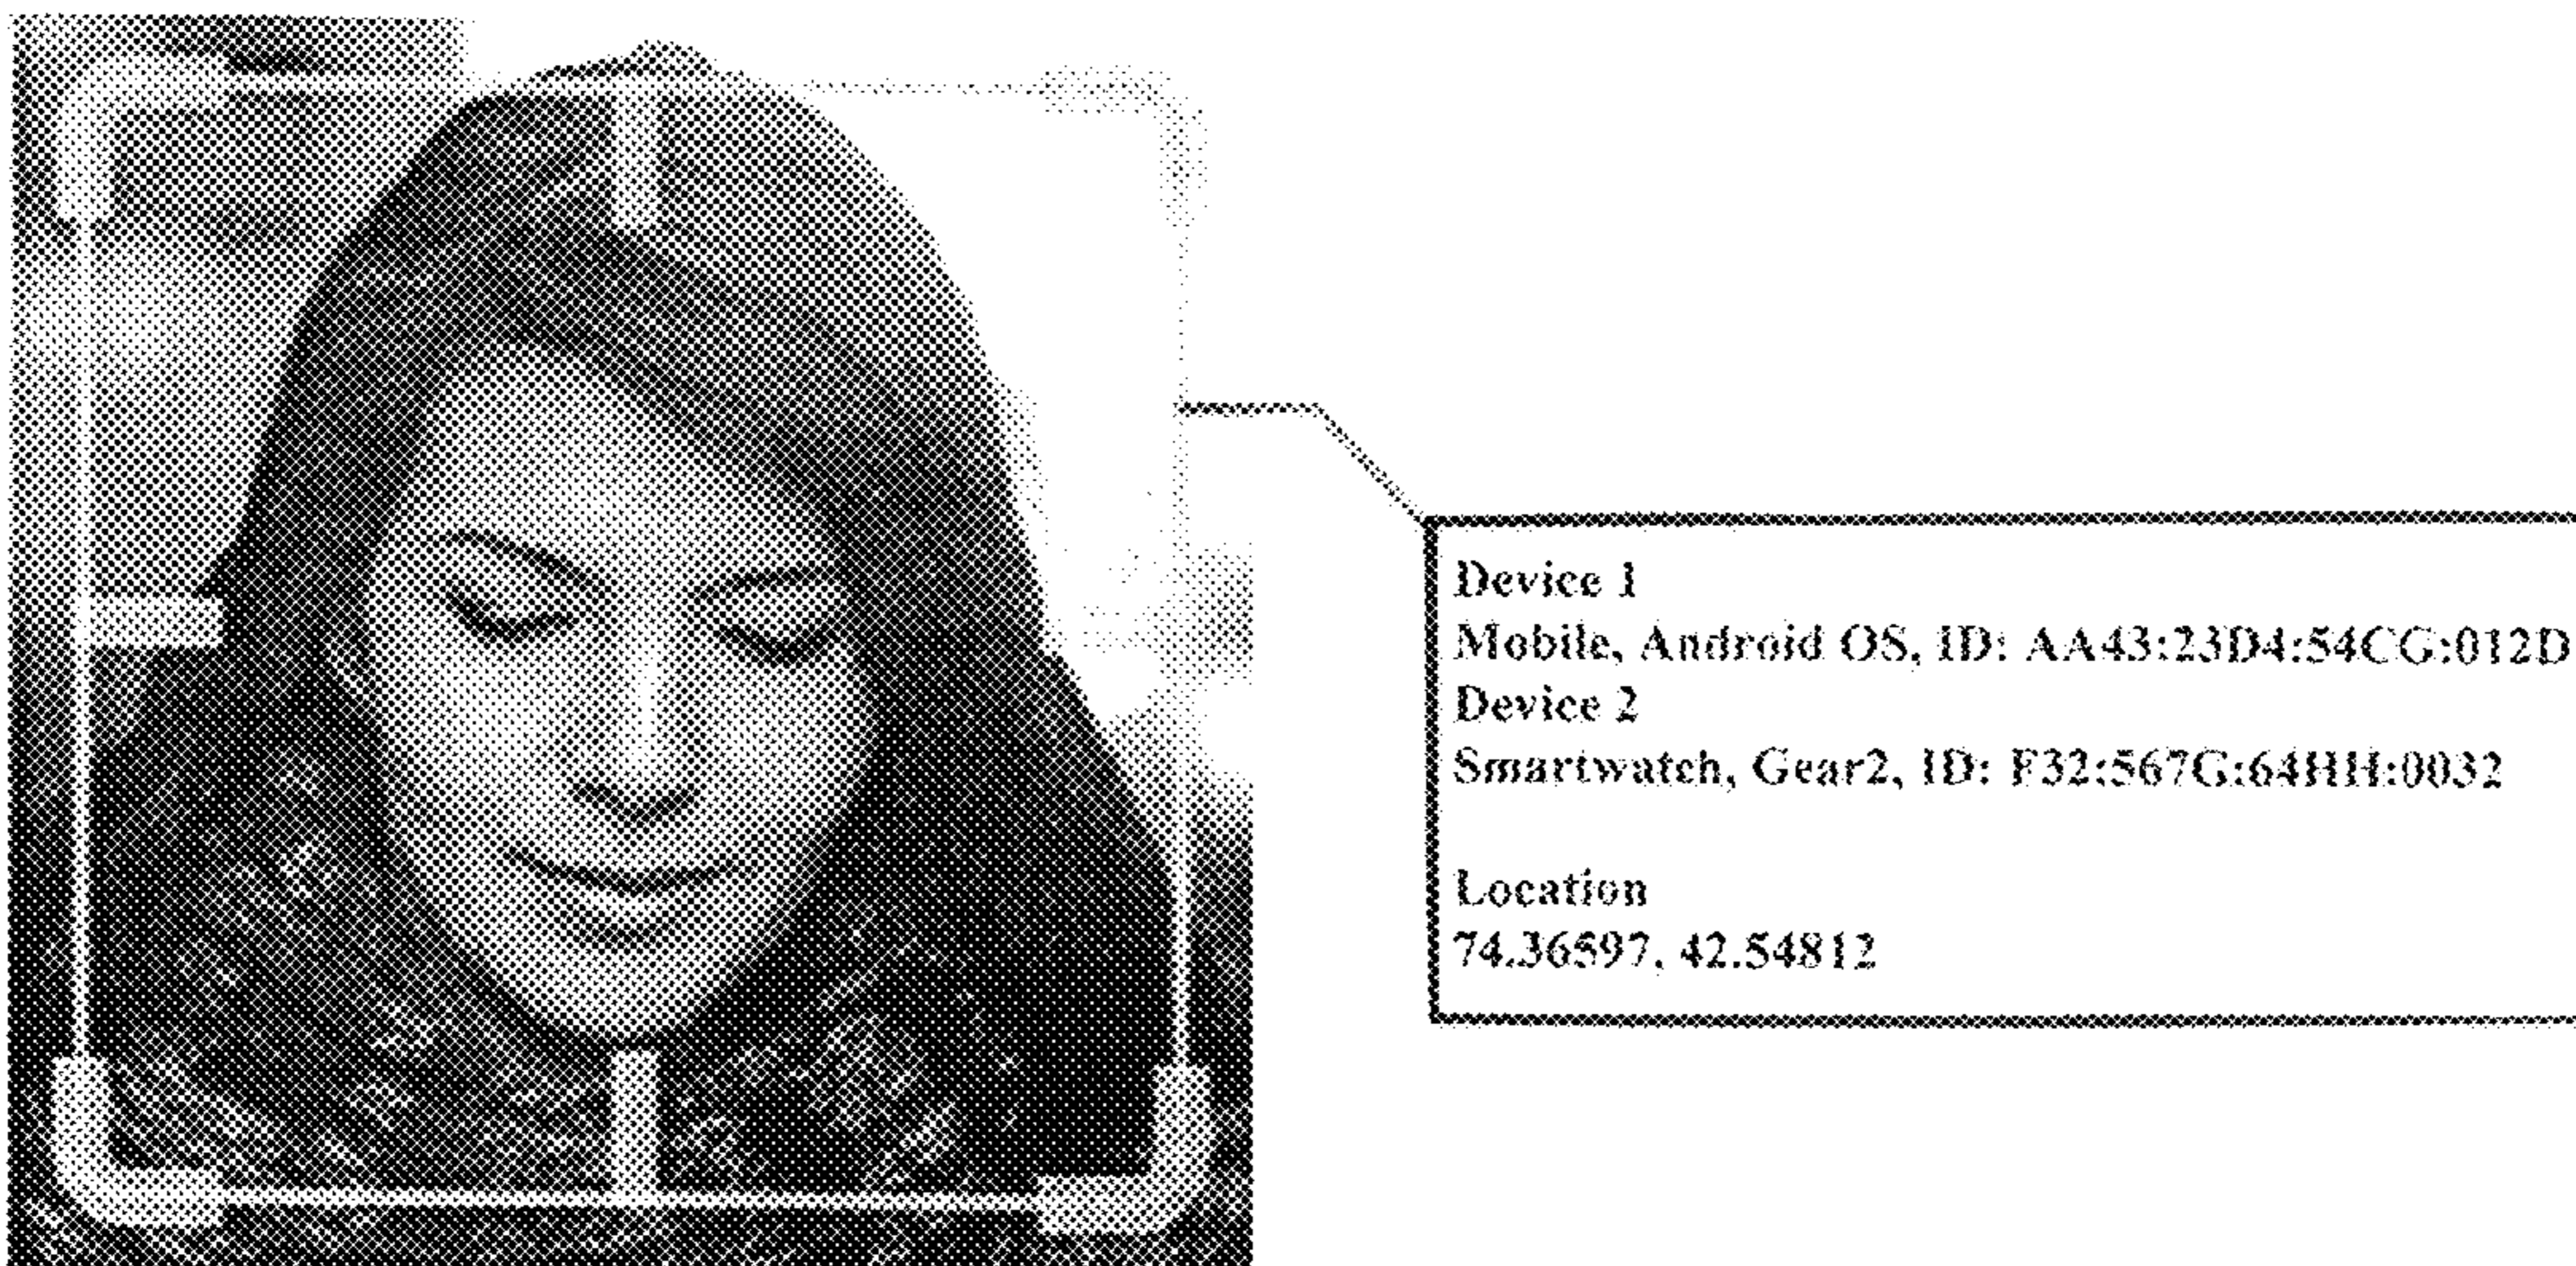 Device 1
Mobile, Android OS, ID: AA43:23D4:54CG:012D
Device 2
Smartwatch, Gear2, ID: F32:567G:64HH:0032
Location
74.36597, 42.54812